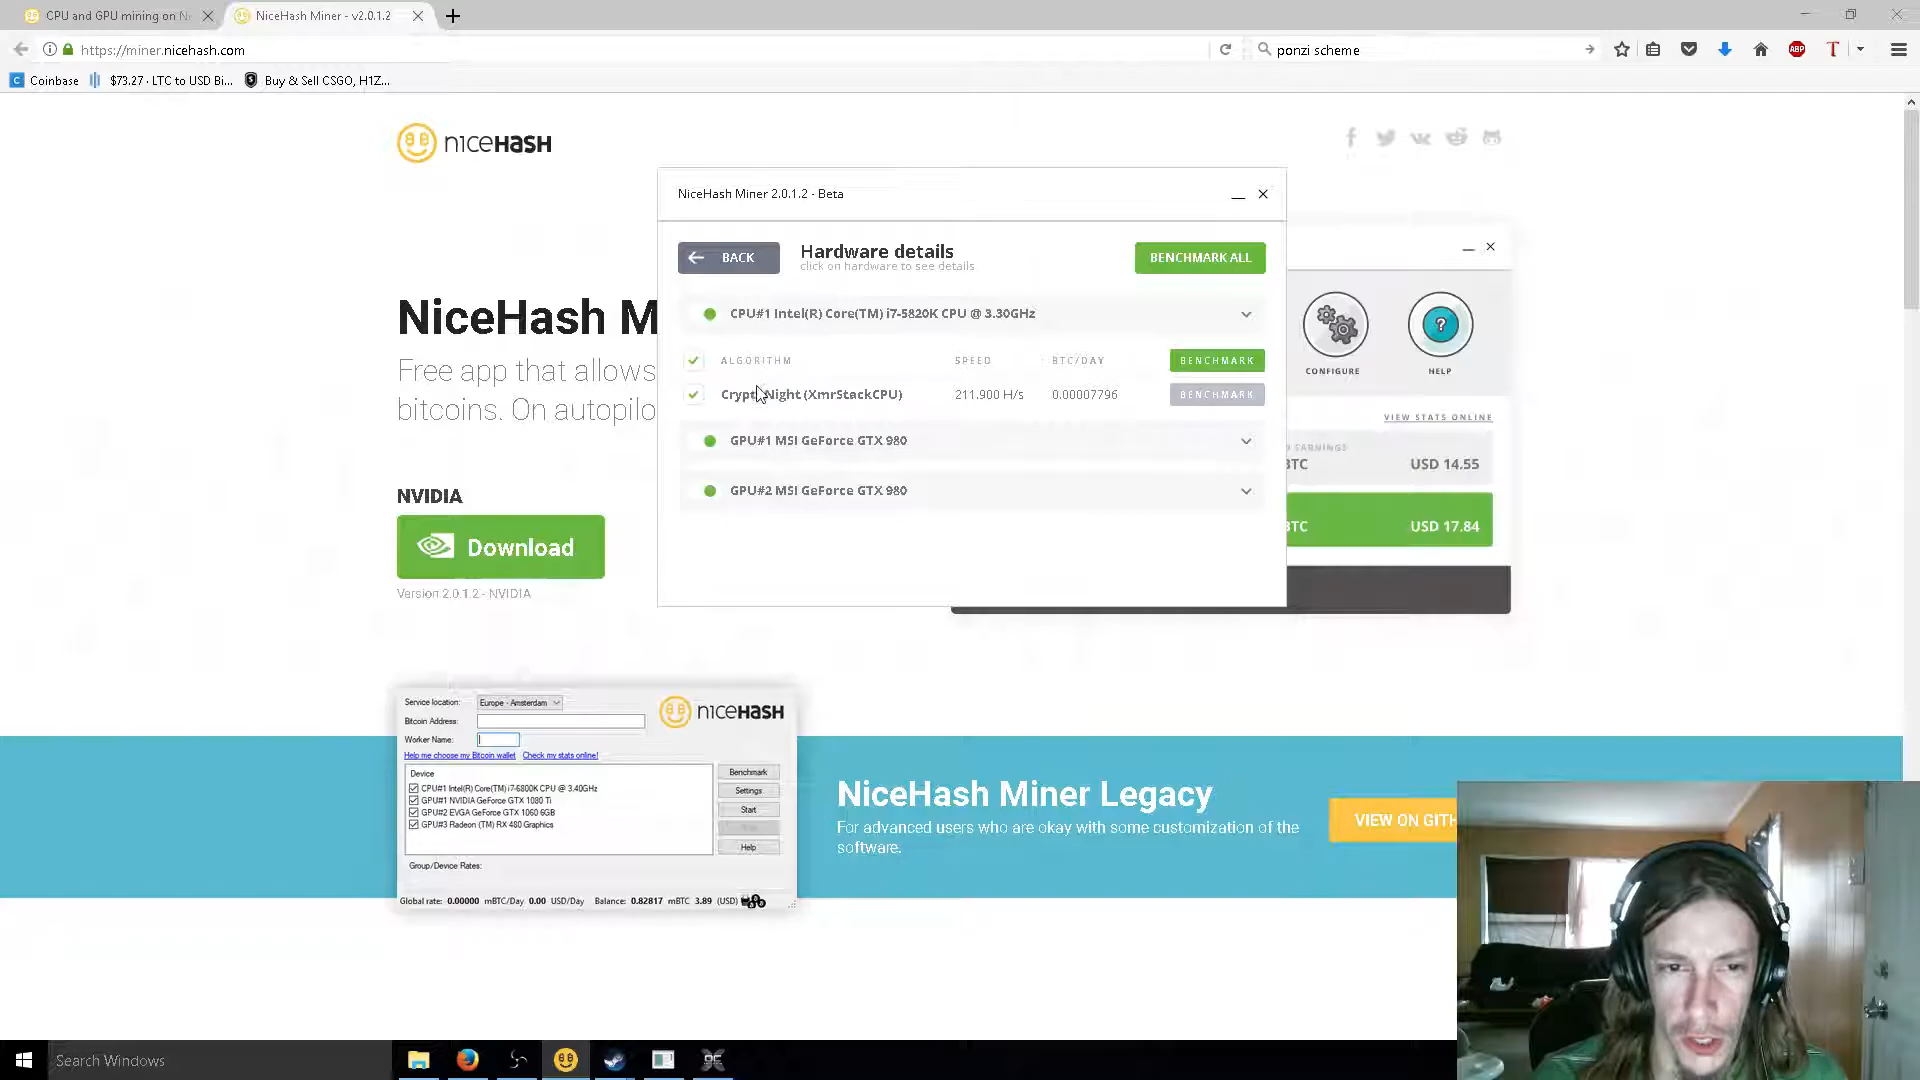 CPU and GPU mining on N
NiceHash Miner - v2.0.1.2
https://miner.nicehash.com
ponzi scheme
ABP
T
Coinbase
$73.27 · LTC to USD Bi...
Buy & Sell CSGO, H1Z...
nıceHASH
NiceHash Miner 2.0.1.2 - Beta
BACK
Hardware details
click on hardware to see details
BENCHMARK ALL
CPU#1 Intel(R) Core(TM) i7-5820K CPU @ 3.30GHz
ALGORITHM SPEED BTC/DAY BENCHMARK
CryptoNight (XmrStackCPU) 211.900 H/s 0.00007796 BENCHMARK
GPU#1 MSI GeForce GTX 980
GPU#2 MSI GeForce GTX 980
NiceHash M
Free app that allows
bitcoins. On autopilo
NVIDIA
Download
Version 2.0.1.2 - NVIDIA
?
CONFIGURE
HELP
VIEW STATS ONLINE
EARNINGS
BTC USD 14.55
BTC USD 17.84
Service location: Europe - Amsterdam
Bitcoin Address:
Worker Name:
Help me choose my Bitcoin wallet Check my stats online!
nıceHASH
Device
CPU#1 Intel(R) Core(TM) i7-6800K CPU @ 3.40GHz
GPU#1 NVIDIA GeForce GTX 1080 Ti
GPU#2 EVGA GeForce GTX 1060 6GB
GPU#3 Radeon (TM) RX 480 Graphics
Benchmark
Settings
Start
Help
Group/Device Rates:
Global rate: 0.00000 mBTC/Day 0.00 USD/Day Balance: 0.82817 mBTC 3.89 (USD)
NiceHash Miner Legacy
For advanced users who are okay with some customization of the
software.
VIEW ON GITH
Search Windows